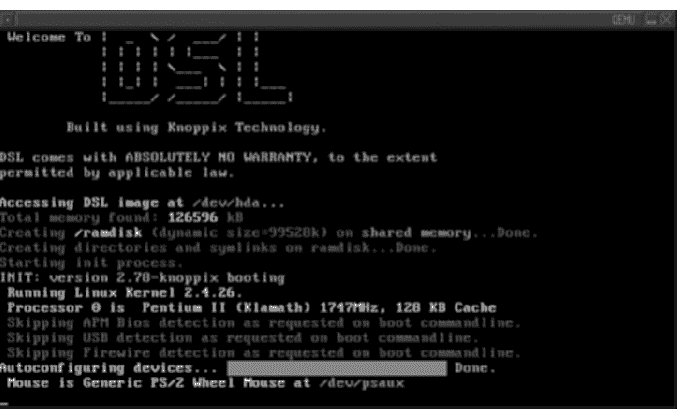 QEMU
Welcome To
DSL
Built using Knoppix Technology.
DSL comes with ABSOLUTELY NO WARRANTY, to the extent
permitted by applicable law.
Accessing DSL image at /dev/hda...
Total memory found: 126596 kB
Creating /ramdisk (dynamic size=99528k) on shared memory...Done.
Creating directories and symlinks on ramdisk...Done.
Starting init process.
INIT: version 2.78-knoppix booting
Running Linux Kernel 2.4.26.
Processor 0 is Pentium II (Klamath) 1747MHz, 128 KB Cache
Skipping APM Bios detection as requested on boot commandline.
Skipping USB detection as requested on boot commandline.
Skipping Firewire detection as requested on boot commandline.
Autoconfiguring devices... Done.
Mouse is Generic PS/2 Wheel Mouse at /dev/psaux